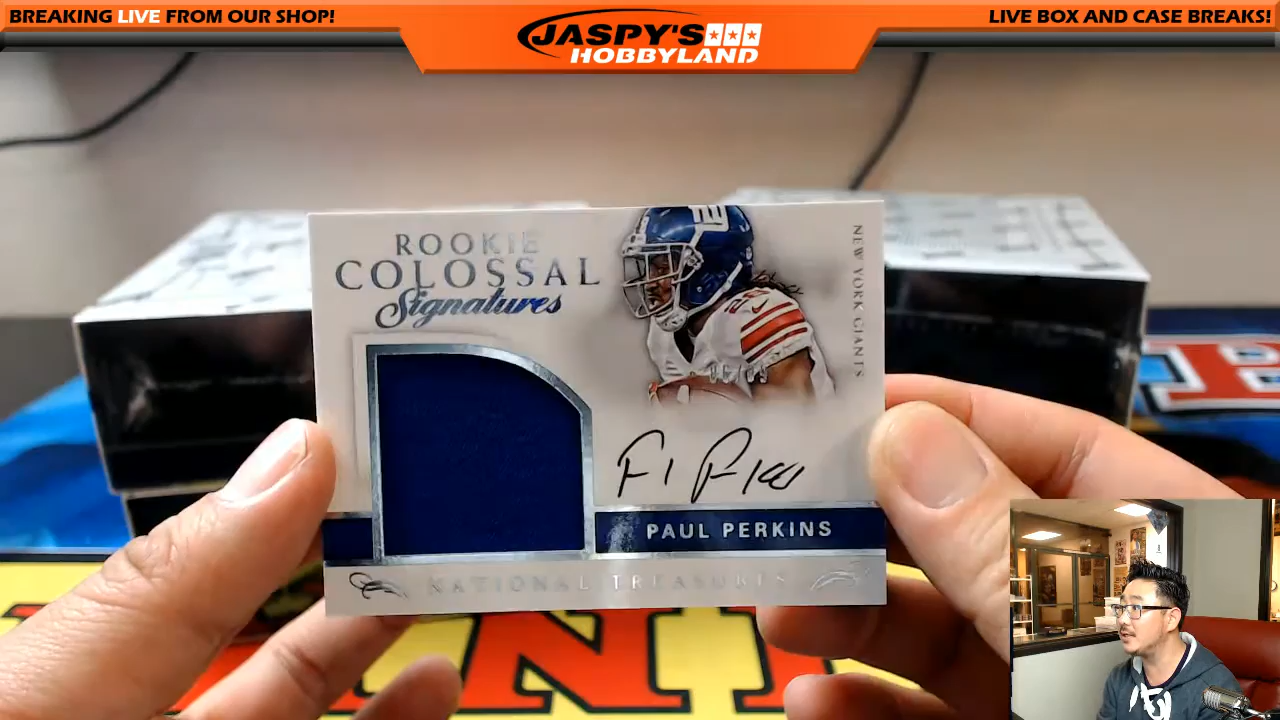 BREAKING LIVE FROM OUR SHOP!
JASPY'S
HOBBYLAND
LIVE BOX AND CASE BREAKS!
ROOKIE
COLOSSAL
Signatures
NEW YORK GIANTS
PAUL PERKINS
NATIONAL TREASURES